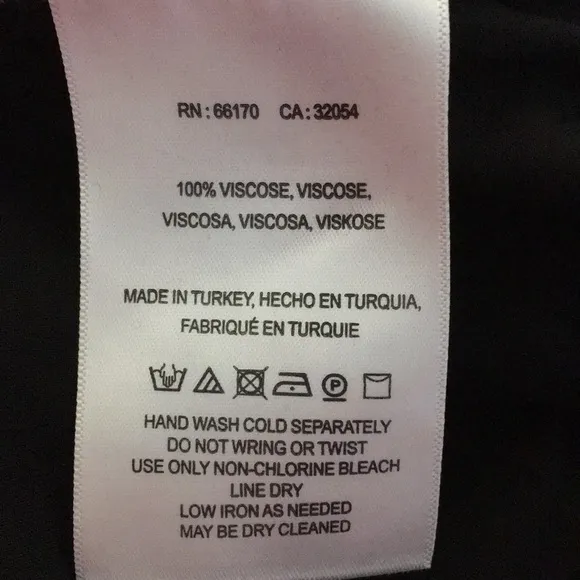 RN : 66170 CA : 32054
100% VISCOSE, VISCOSE,
VISCOSA, VISCOSA, VISKOSE
MADE IN TURKEY, HECHO EN TURQUIA,
FABRIQUÉ EN TURQUIE
P
HAND WASH COLD SEPARATELY
DO NOT WRING OR TWIST
USE ONLY NON-CHLORINE BLEACH
LINE DRY
LOW IRON AS NEEDED
MAY BE DRY CLEANED